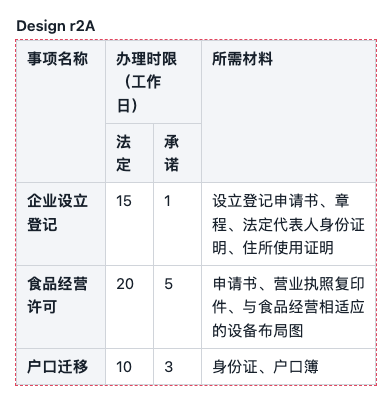 Design r2A
事项名称
办理时限
（工作
日）
所需材料
法
定
承
诺
企业设立
登记
15
1
设立登记申请书、章
程、法定代表人身份证
明、住所使用证明
食品经营
许可
20
5
申请书、营业执照复印
件、与食品经营相适应
的设备布局图
户口迁移
10
3
身份证、户口簿